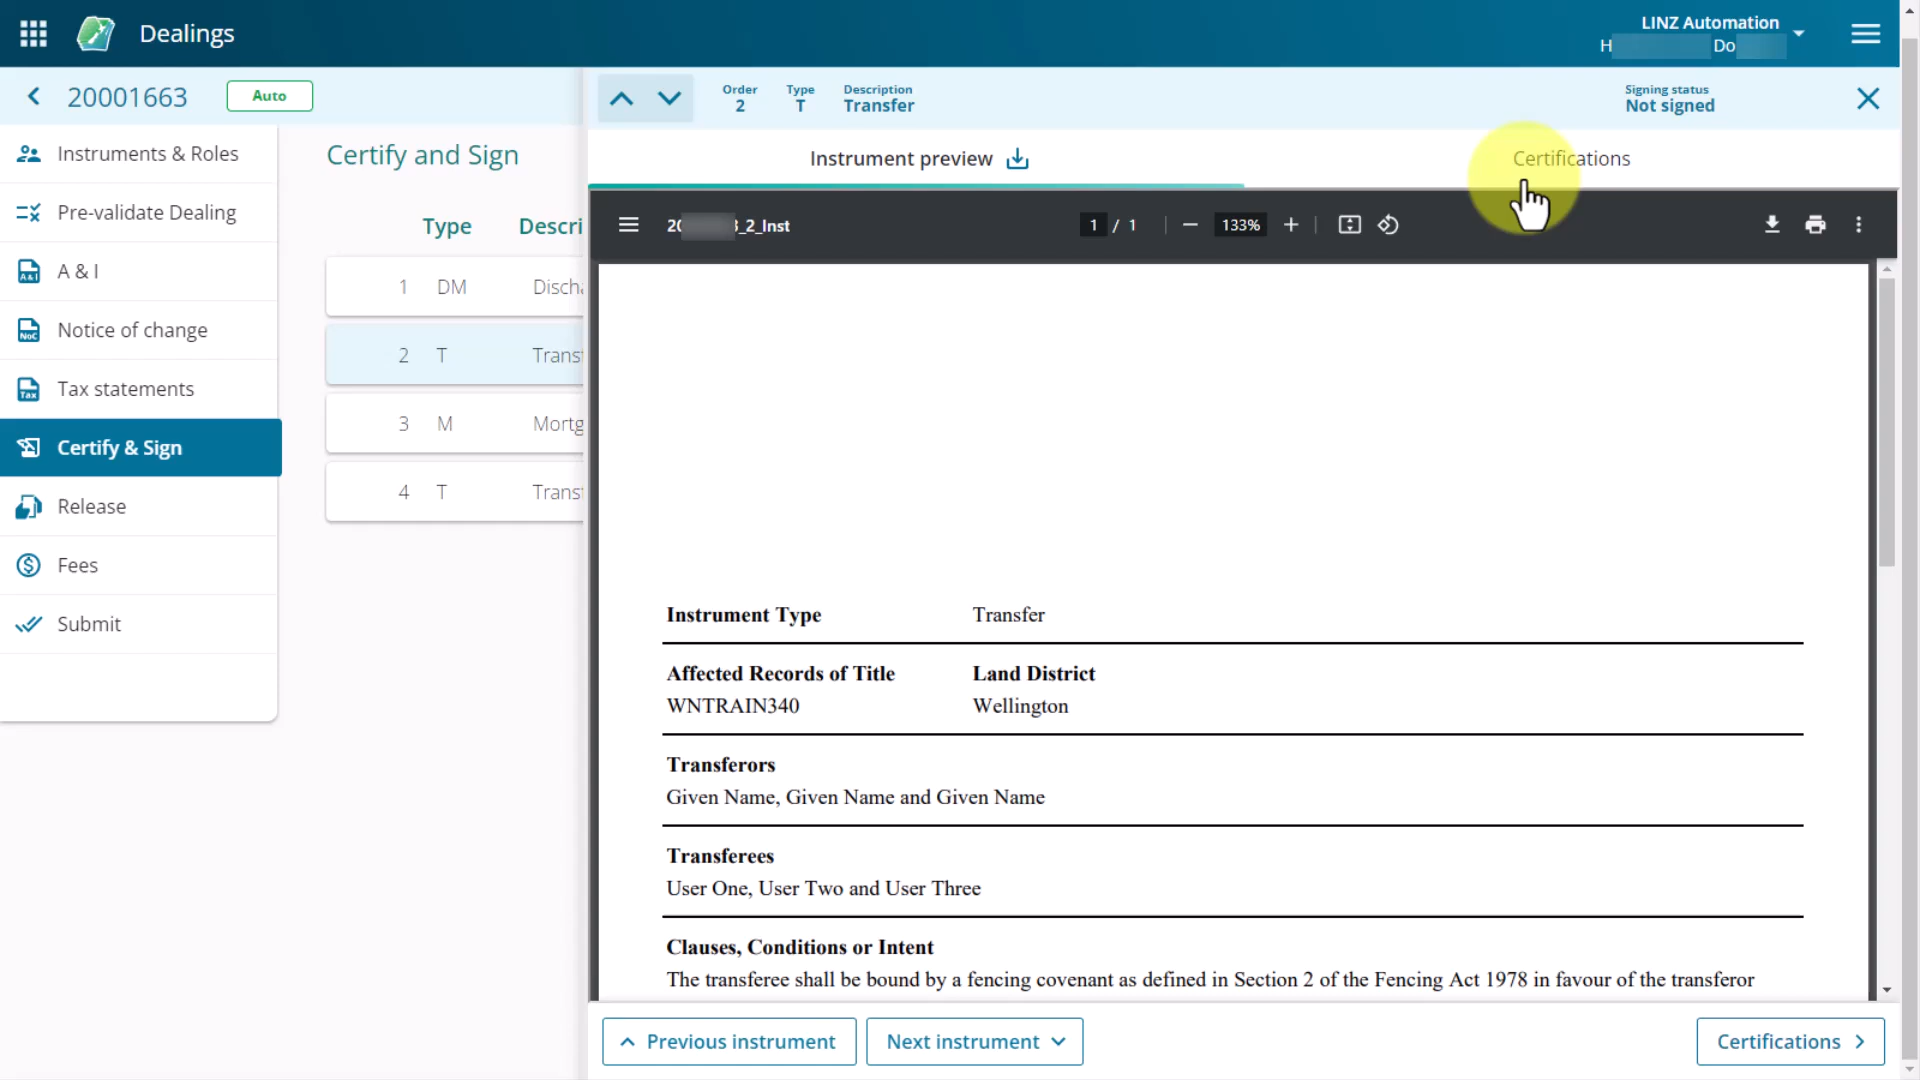 Dealings
LINZ Automation
H Do
20001663
Auto
Order
2
Type
T
Description
Transfer
Signing status
Not signed
Instruments & Roles
Pre-validate Dealing
A & I
Notice of change
Tax statements
Certify & Sign
Release
Fees
Submit
Certify and Sign
Type Descri
1 DM Discha
2 T Transf
3 M Mortg
4 T Transf
Instrument preview
Certifications
20 3_2_Inst
1 / 1
133%
Instrument Type Transfer
Affected Records of Title Land District
WNTRAIN340 Wellington
Transferors
Given Name, Given Name and Given Name
Transferees
User One, User Two and User Three
Clauses, Conditions or Intent
The transferee shall be bound by a fencing covenant as defined in Section 2 of the Fencing Act 1978 in favour of the transferor
Previous instrument
Next instrument
Certifications